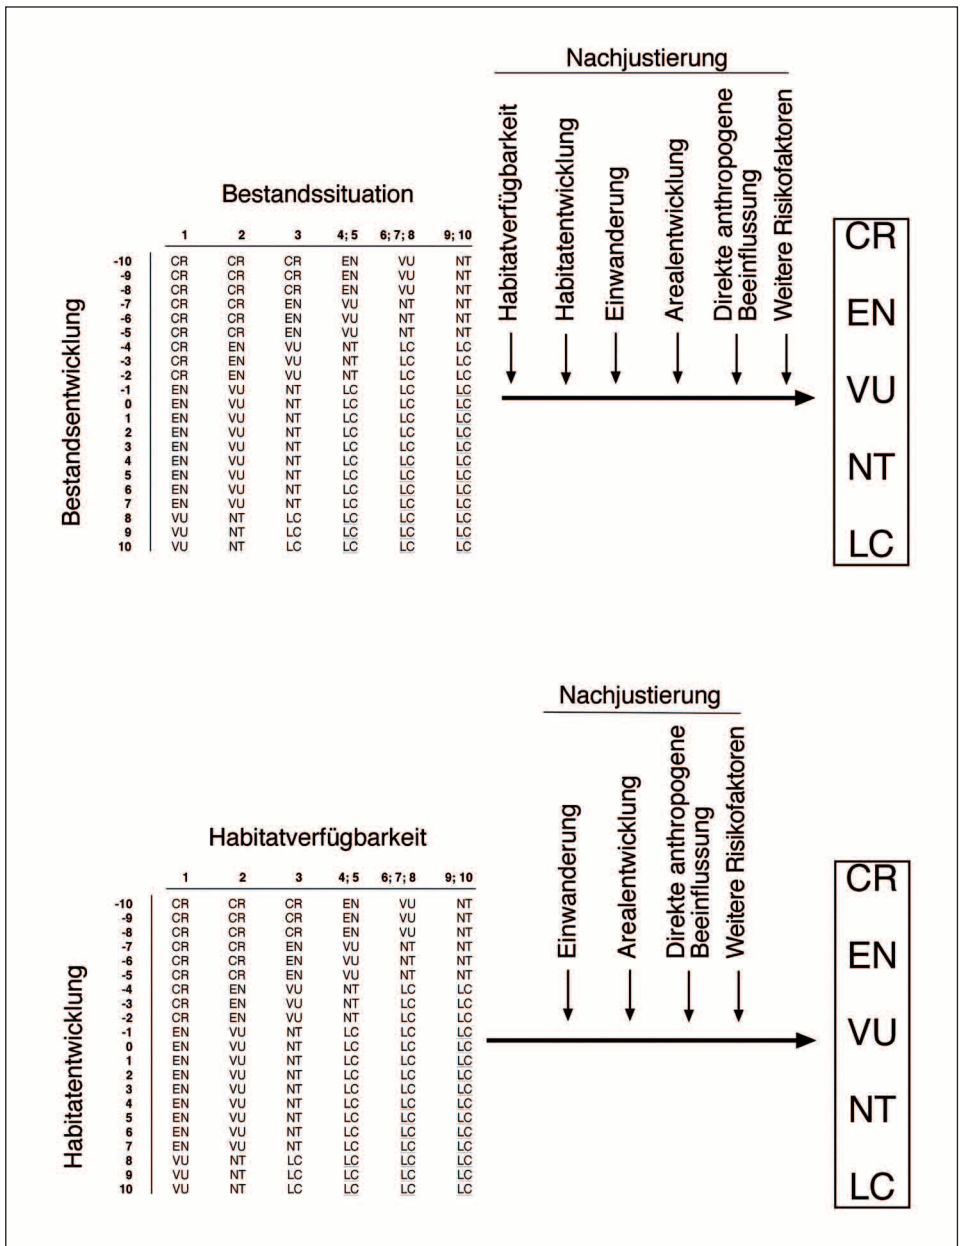 Nachjustierung
Habitatverfügbarkeit
Habitatentwicklung
Einwanderung
Arealentwicklung
Direkte anthropogene
Beeinflussung
Weitere Risikofaktoren
Bestandssituation
Bestandsentwicklung
1 2 3 4; 5 6; 7; 8 9; 10
-10 CR CR CR EN VU NT
-9 CR CR CR EN VU NT
-8 CR CR CR EN VU NT
-7 CR CR EN VU NT NT
-6 CR CR EN VU NT NT
-5 CR CR EN VU NT NT
-4 CR EN VU NT LC LC
-3 CR EN VU NT LC LC
-2 CR EN VU NT LC LC
-1 EN VU NT LC LC LC
0 EN VU NT LC LC LC
1 EN VU NT LC LC LC
2 EN VU NT LC LC LC
3 EN VU NT LC LC LC
4 EN VU NT LC LC LC
5 EN VU NT LC LC LC
6 EN VU NT LC LC LC
7 EN VU NT LC LC LC
8 VU NT LC LC LC LC
9 VU NT LC LC LC LC
10 VU NT LC LC LC LC
CR
EN
VU
NT
LC
Nachjustierung
Einwanderung
Arealentwicklung
Direkte anthropogene
Beeinflussung
Weitere Risikofaktoren
Habitatverfügbarkeit
Habitatentwicklung
1 2 3 4; 5 6; 7; 8 9; 10
-10 CR CR CR EN VU NT
-9 CR CR CR EN VU NT
-8 CR CR CR EN VU NT
-7 CR CR EN VU NT NT
-6 CR CR EN VU NT NT
-5 CR CR EN VU NT NT
-4 CR EN VU NT LC LC
-3 CR EN VU NT LC LC
-2 CR EN VU NT LC LC
-1 EN VU NT LC LC LC
0 EN VU NT LC LC LC
1 EN VU NT LC LC LC
2 EN VU NT LC LC LC
3 EN VU NT LC LC LC
4 EN VU NT LC LC LC
5 EN VU NT LC LC LC
6 EN VU NT LC LC LC
7 EN VU NT LC LC LC
8 VU NT LC LC LC LC
9 VU NT LC LC LC LC
10 VU NT LC LC LC LC
CR
EN
VU
NT
LC